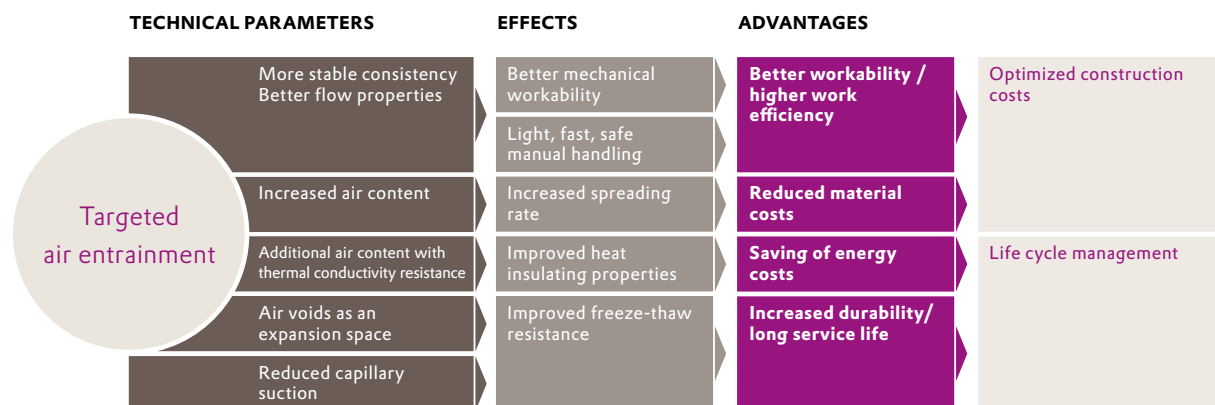 TECHNICAL PARAMETERS
EFFECTS
ADVANTAGES
Targeted
air entrainment
More stable consistency
Better flow properties
Better mechanical
workability
Light, fast, safe
manual handling
Better workability /
higher work
efficiency
Optimized construction
costs
Increased air content
Increased spreading
rate
Reduced material
costs
Additional air content with
thermal conductivity resistance
Improved heat
insulating properties
Saving of energy
costs
Life cycle management
Air voids as an
expansion space
Improved freeze-thaw
resistance
Increased durability/
long service life
Reduced capillary
suction